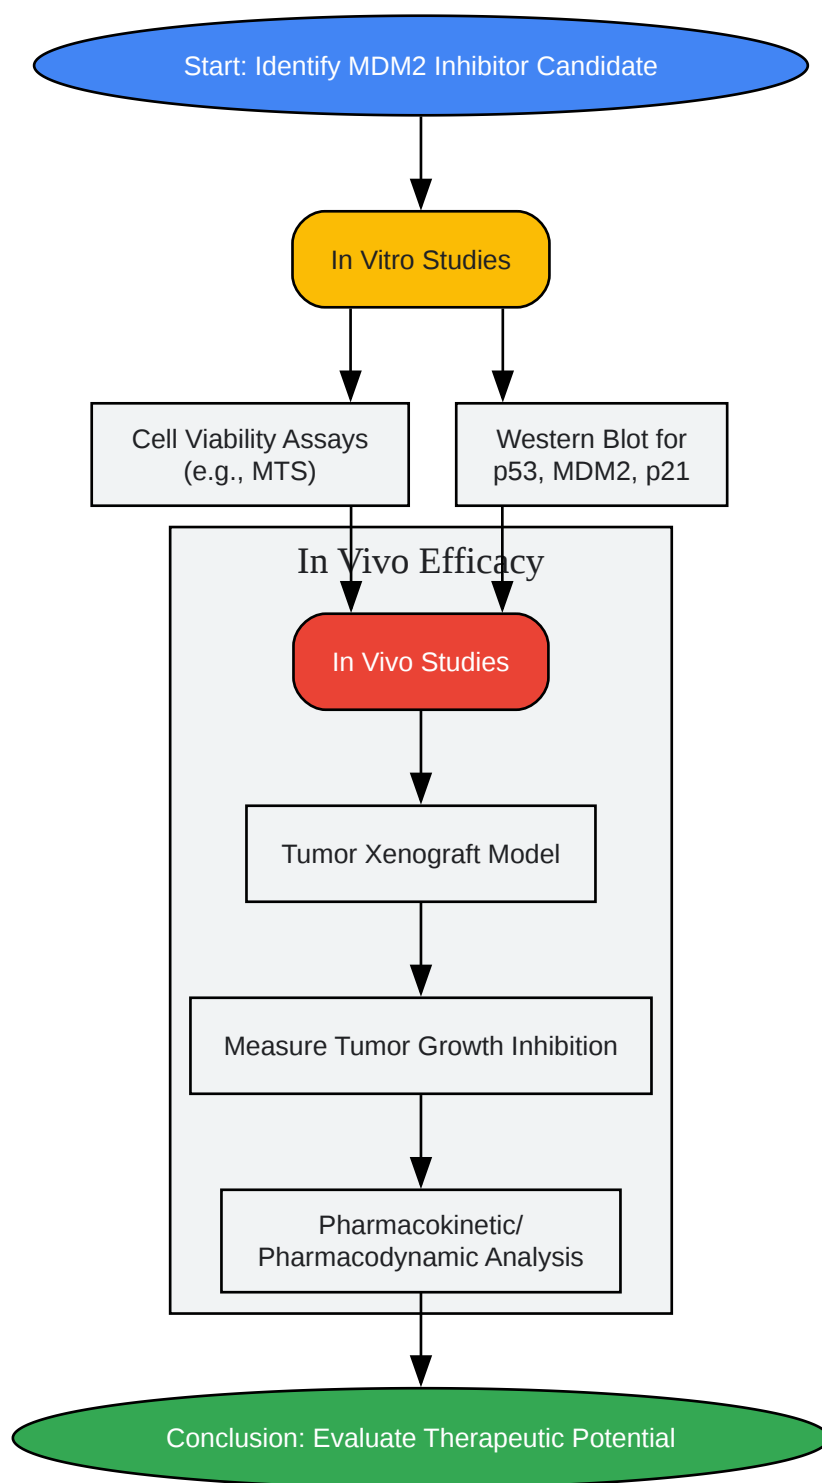 Start: Identify MDM2 Inhibitor Candidate
In Vitro Studies
Cell Viability Assays
(e.g., MTS)
Western Blot for
p53, MDM2, p21
In Vivo Efficacy
In Vivo Studies
Tumor Xenograft Model
Measure Tumor Growth Inhibition
Pharmacokinetic/
Pharmacodynamic Analysis
Conclusion: Evaluate Therapeutic Potential